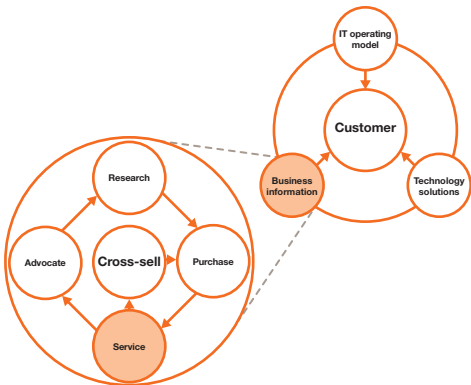 IT operating
model
Customer
Business
information
Technology
solutions
Research
Advocate
Cross-sell
Purchase
Service